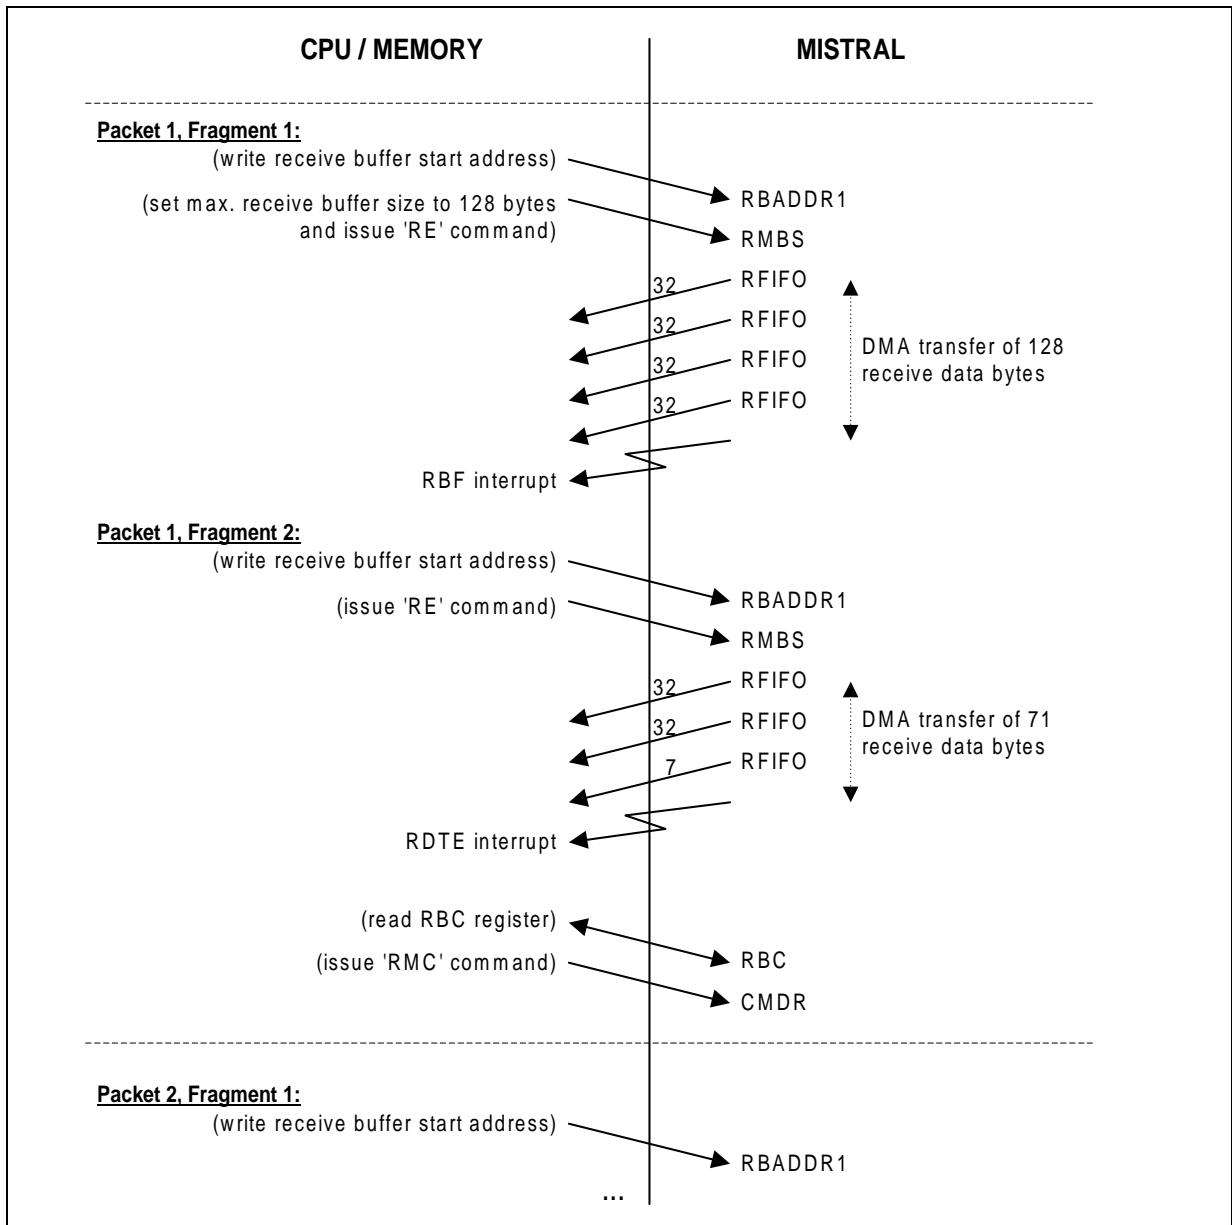 CPU / MEMORY MISTRAL
Packet 1, Fragment 1:
(write receive buffer start address)
RBADDR1
(set max. receive buffer size to 128 bytes
and issue 'RE' command)
RMBS
32 RFIFO
32 RFIFO
32 RFIFO
32 RFIFO
DMA transfer of 128
receive data bytes
RBF interrupt
Packet 1, Fragment 2:
(write receive buffer start address)
RBADDR1
(issue 'RE' command)
RMBS
32 RFIFO
32 RFIFO
7 RFIFO
DMA transfer of 71
receive data bytes
RDTE interrupt
(read RBC register)
RBC
(issue 'RMC' command)
CMDR
Packet 2, Fragment 1:
(write receive buffer start address)
RBADDR1
...